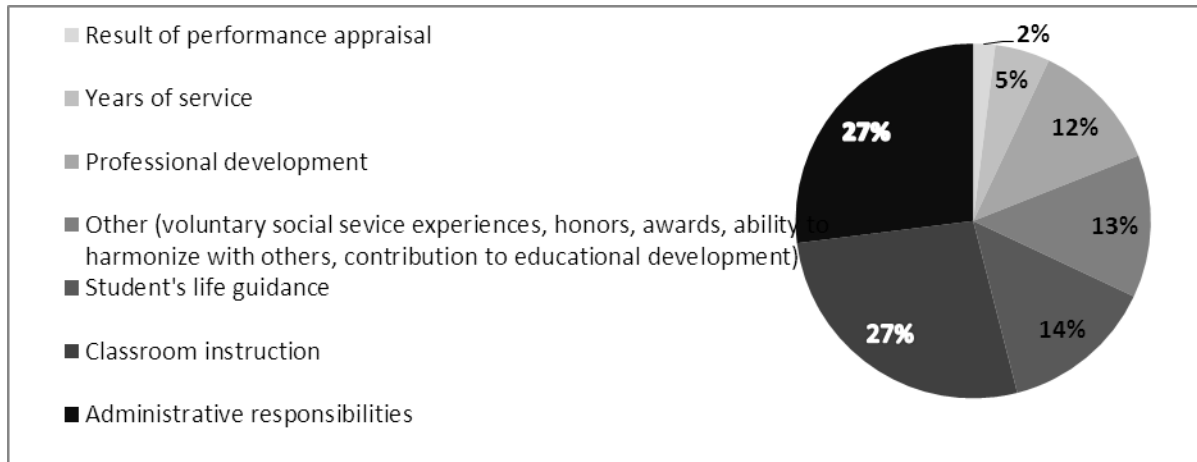 Result of performance appraisal
Years of service
Professional development
Other (voluntary social sevice experiences, honors, awards, ability to
harmonize with others, contribution to educational development)
Student's life guidance
Classroom instruction
Administrative responsibilities
2%
5%
12%
13%
14%
27%
27%